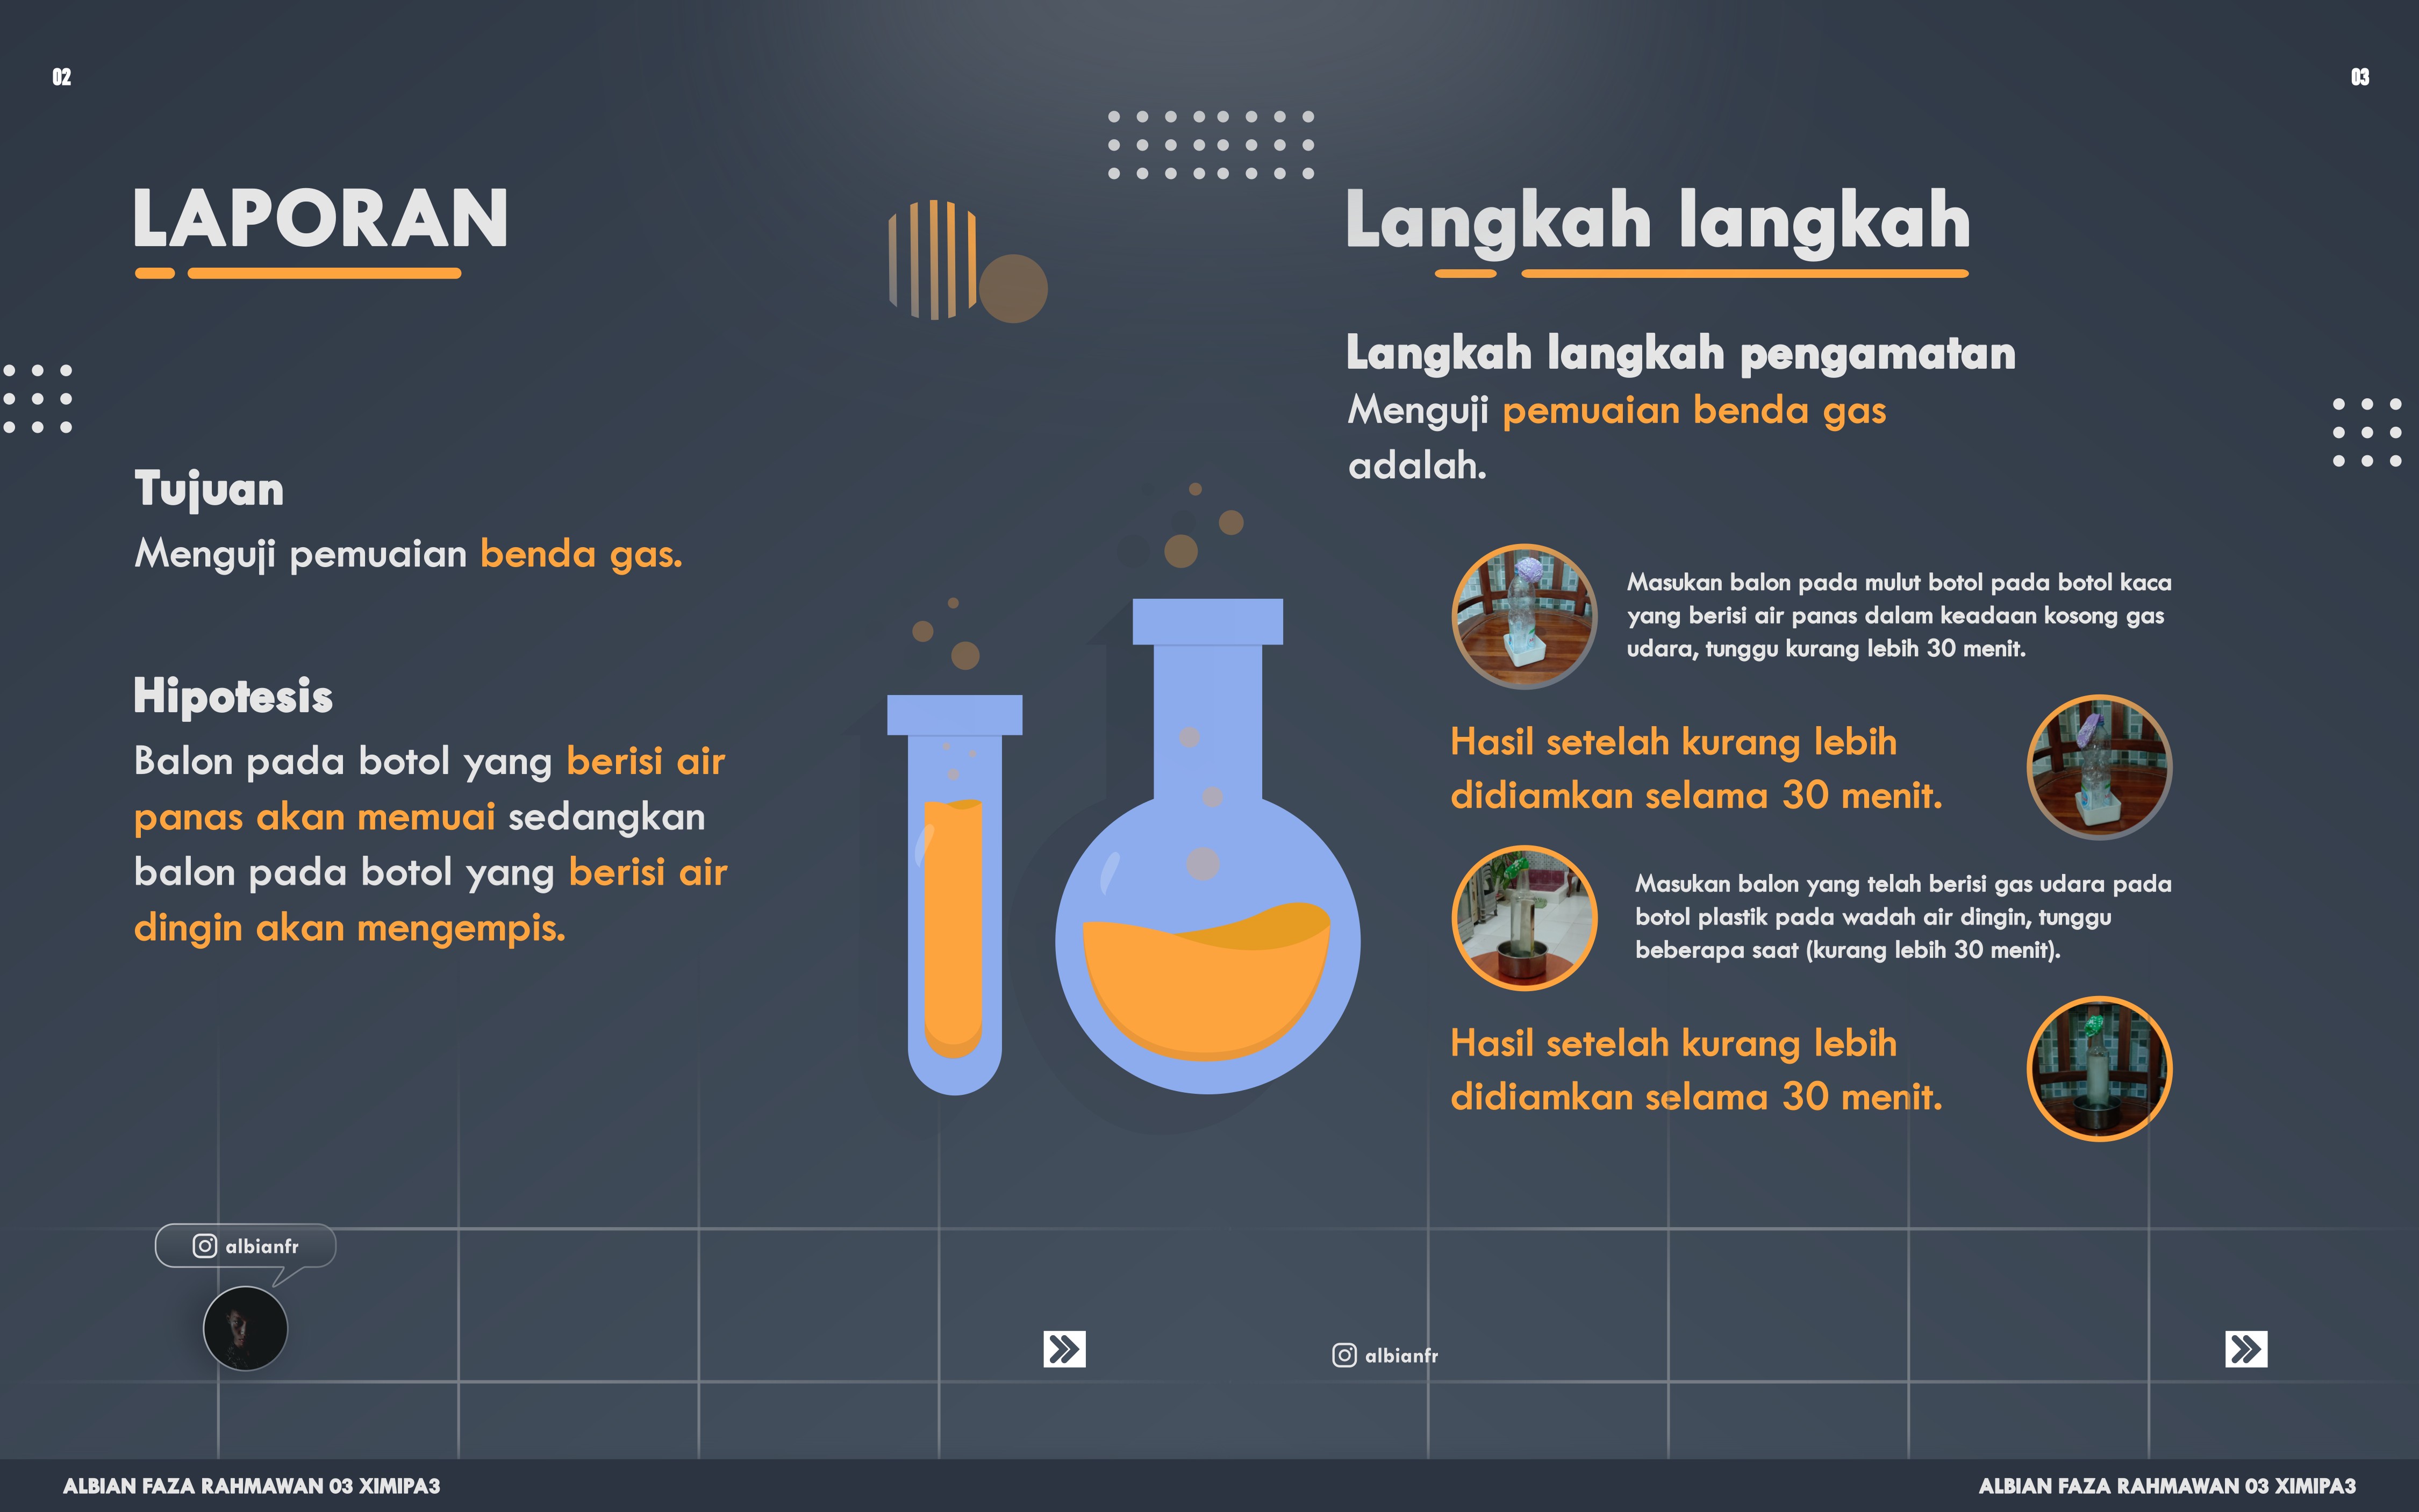 02
LAPORAN
Tujuan
Menguji pemuaian benda gas.
Hipotesis
Balon pada botol yang berisi air
panas akan memuai sedangkan
balon pada botol yang berisi air
dingin akan mengempis.
albianfr
ALBIAN FAZA RAHMAWAN 03 XIMIPA3
03
Langkah langkah
Langkah langkah pengamatan
Menguji pemuaian benda gas
adalah.
Masukan balon pada mulut botol pada botol kaca
yang berisi air panas dalam keadaan kosong gas
udara, tunggu kurang lebih 30 menit.
Hasil setelah kurang lebih
didiamkan selama 30 menit.
Masukan balon yang telah berisi gas udara pada
botol plastik pada wadah air dingin, tunggu
beberapa saat (kurang lebih 30 menit).
Hasil setelah kurang lebih
didiamkan selama 30 menit.
albianfr
ALBIAN FAZA RAHMAWAN 03 XIMIPA3